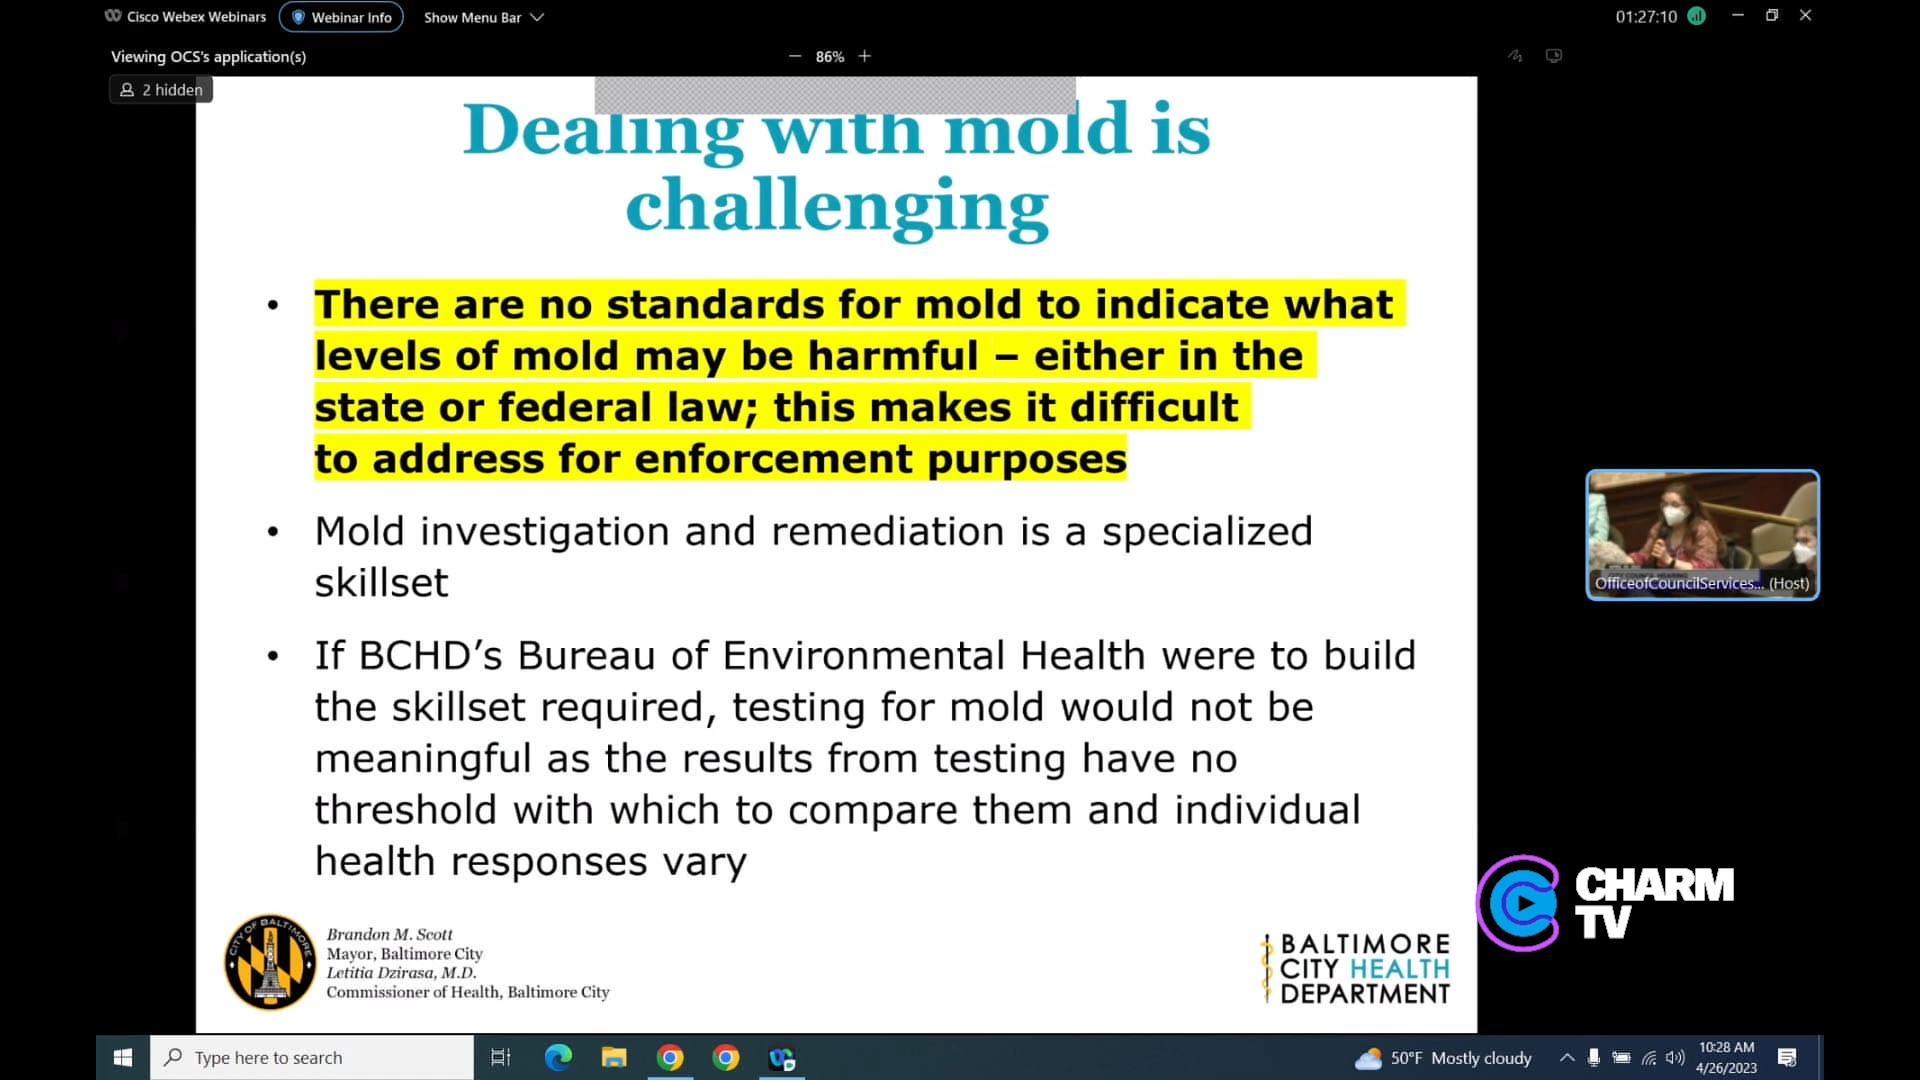 Cisco Webex Webinars
Webinar Info
Show Menu Bar
01:27:10
Viewing OCS's application(s)
86%
2 hidden
Dealing with mold is
challenging
• There are no standards for mold to indicate what
levels of mold may be harmful – either in the
state or federal law; this makes it difficult
to address for enforcement purposes
• Mold investigation and remediation is a specialized
skillset
• If BCHD's Bureau of Environmental Health were to build
the skillset required, testing for mold would not be
meaningful as the results from testing have no
threshold with which to compare them and individual
health responses vary
OfficeofCouncilServices... (Host)
CHARM
TV
CITY OF BALTIMORE
Brandon M. Scott
Mayor, Baltimore City
Letitia Dzirasa, M.D.
Commissioner of Health, Baltimore City
BALTIMORE
CITY HEALTH
DEPARTMENT
Type here to search
50°F Mostly cloudy
10:28 AM
4/26/2023